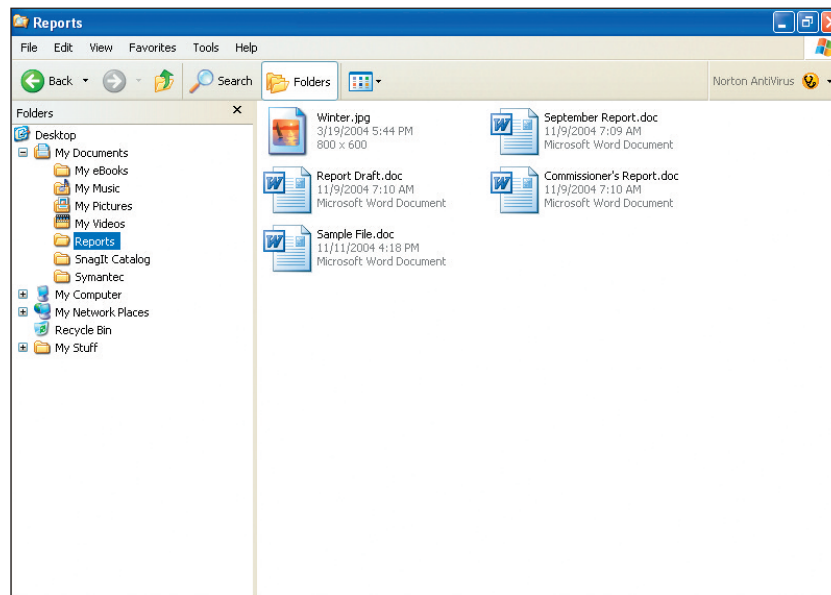 Reports
File Edit View Favorites Tools Help
Back Search Folders Norton AntiVirus
Folders
Desktop
My Documents
My eBooks
My Music
My Pictures
My Videos
Reports
SnagIt Catalog
Symantec
My Computer
My Network Places
Recycle Bin
My Stuff
Winter.jpg
3/19/2004 5:44 PM
800 x 600
September Report.doc
11/9/2004 7:09 AM
Microsoft Word Document
Report Draft.doc
11/9/2004 7:10 AM
Microsoft Word Document
Commissioner's Report.doc
11/9/2004 7:10 AM
Microsoft Word Document
Sample File.doc
11/11/2004 4:18 PM
Microsoft Word Document